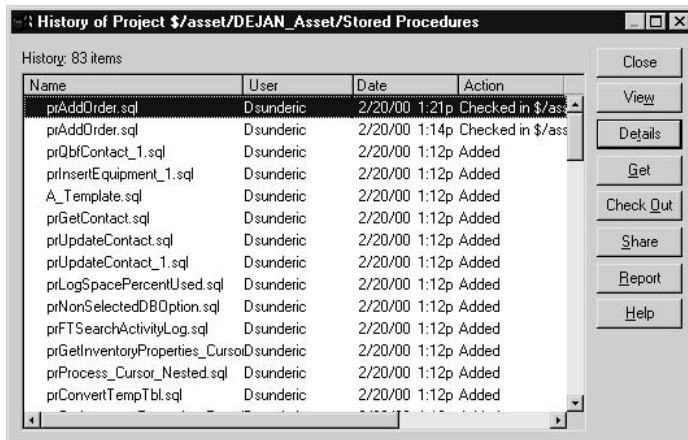 History of Project $/asset/DEJAN_Asset/Stored Procedures
History: 83 items
Name User Date Action
prAddOrder.sql Dsunderic 2/20/00 1:21p Checked in $/ass
prAddOrder.sql Dsunderic 2/20/00 1:14p Checked in $/ass
prQbfContact_1.sql Dsunderic 2/20/00 1:12p Added
prInsertEquipment_1.sql Dsunderic 2/20/00 1:12p Added
A_Template.sql Dsunderic 2/20/00 1:12p Added
prGetContact.sql Dsunderic 2/20/00 1:12p Added
prUpdateContact.sql Dsunderic 2/20/00 1:12p Added
prUpdateContact_1.sql Dsunderic 2/20/00 1:12p Added
prLogSpacePercentUsed.sql Dsunderic 2/20/00 1:12p Added
prNonSelectedDBOption.sql Dsunderic 2/20/00 1:12p Added
prFTSearchActivityLog.sql Dsunderic 2/20/00 1:12p Added
prGetInventoryProperties_Cursor Dsunderic 2/20/00 1:12p Added
prProcess_Cursor_Nested.sql Dsunderic 2/20/00 1:12p Added
prConvertTempTbl.sql Dsunderic 2/20/00 1:12p Added
Close
View
Details
Get
Check Out
Share
Report
Help